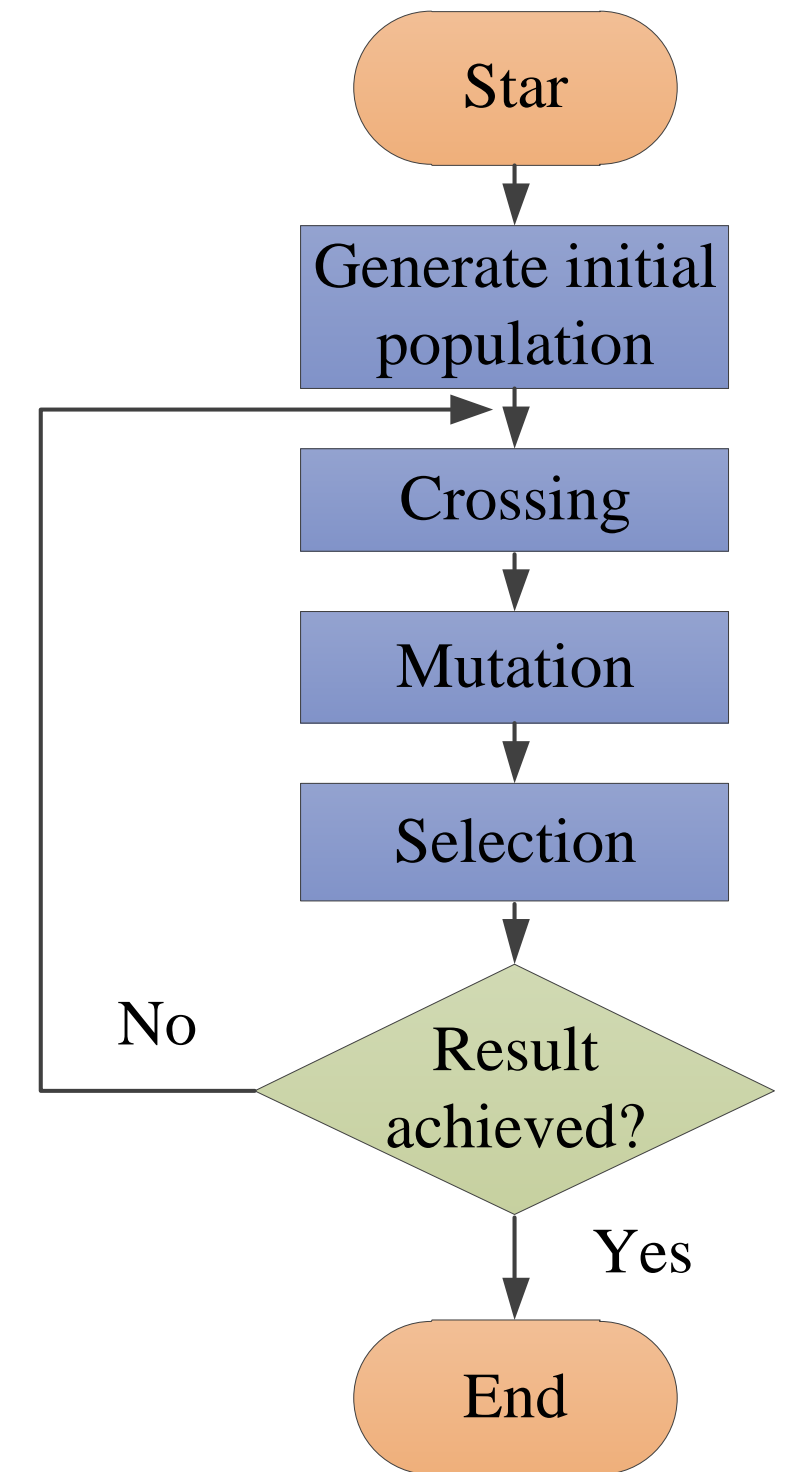 Star
Generate initial
population
Crossing
Mutation
Selection
No
Result
achieved?
Yes
End